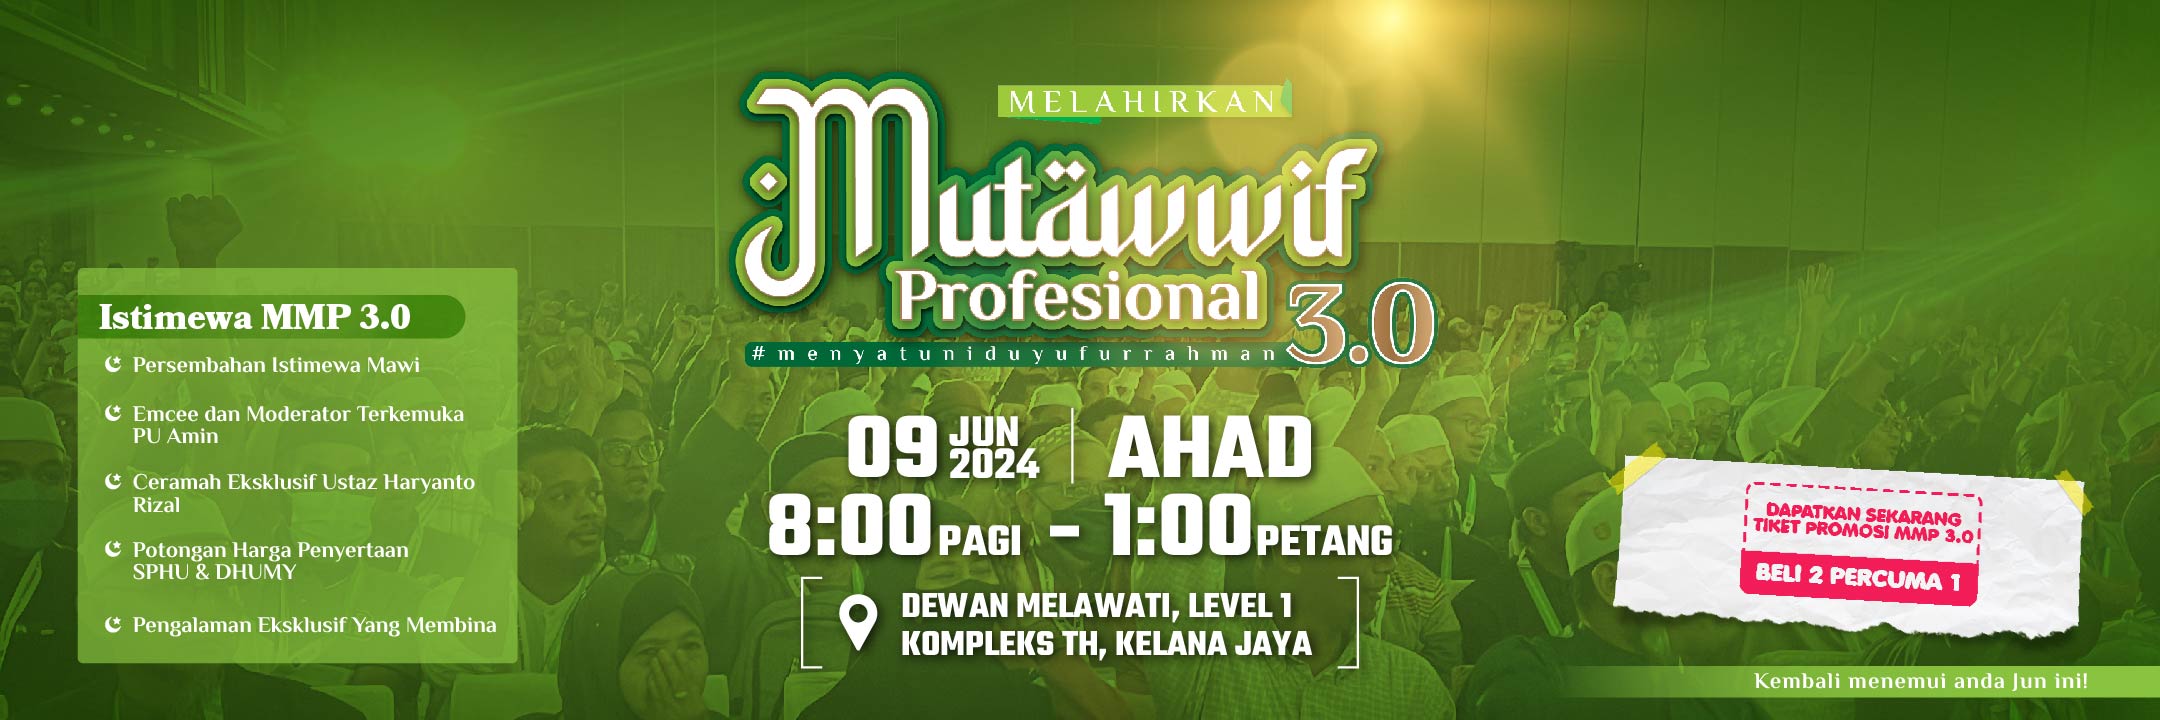 MELAHIRKAN
Mutawwif
Profesional
3.0
#menyatuniduyufurrahman
Istimewa MMP 3.0
Persembahan Istimewa Mawi
Emcee dan Moderator Terkemuka
PU Amin
Ceramah Eksklusif Ustaz Haryanto
Rizal
Potongan Harga Penyertaan
SPHU & DHUMY
Pengalaman Eksklusif Yang Membina
09 JUN 2024 | AHAD
8:00 PAGI - 1:00 PETANG
DEWAN MELAWATI, LEVEL 1
KOMPLEKS TH, KELANA JAYA
DAPATKAN SEKARANG
TIKET PROMOSI MMP 3.0
BELI 2 PERCUMA 1
Kembali menemui anda Jun ini!